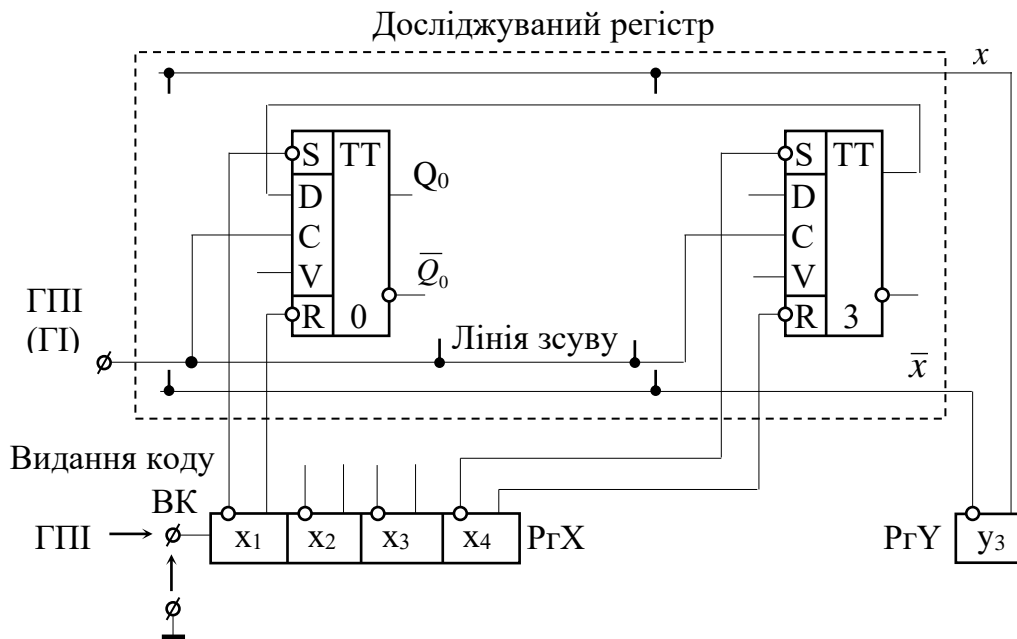 Досліджуваний регістр
x
S TT
D
C
V
R 0
Q₀
Q̅₀
S TT
D
C
V
R 3
ГПІ
(ГІ)
Лінія зсуву
x̅
Видання коду
ВК
ГПІ
x₁ x₂ x₃ x₄ РгХ
РгY y₃